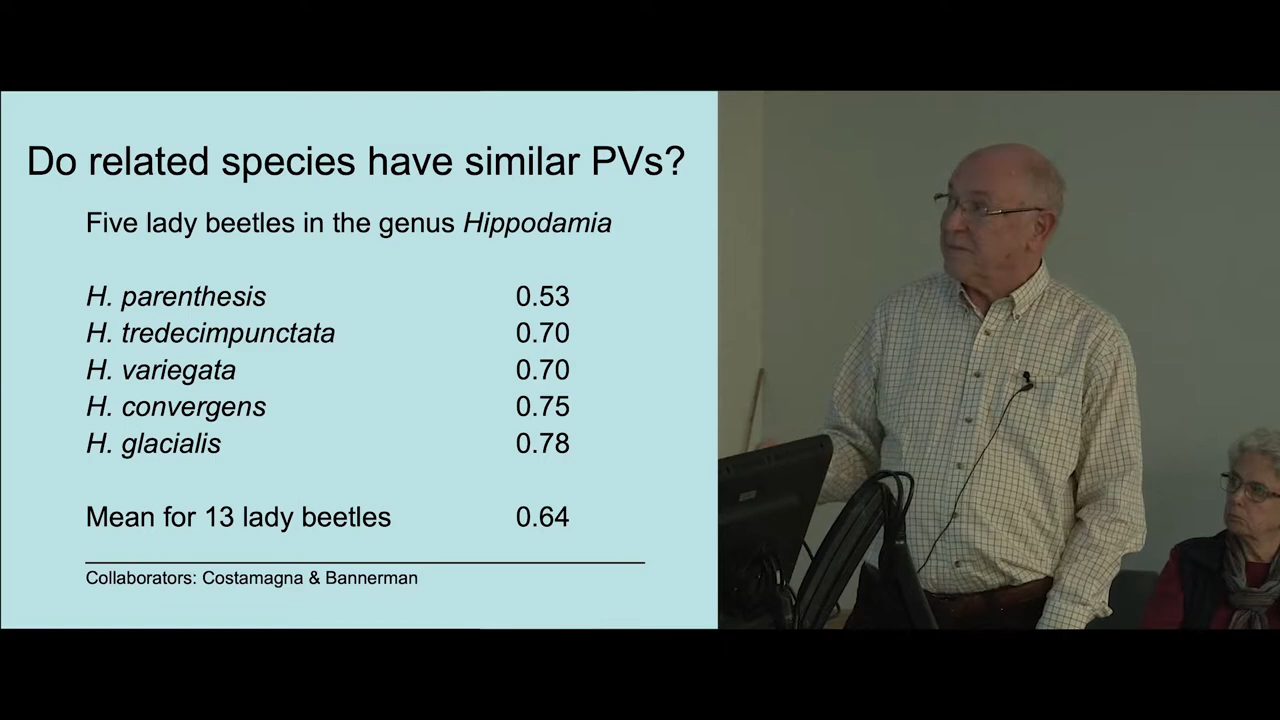 Do related species have similar PVs?
Five lady beetles in the genus Hippodamia
H. parenthesis 0.53
H. tredecimpunctata 0.70
H. variegata 0.70
H. convergens 0.75
H. glacialis 0.78
Mean for 13 lady beetles 0.64
Collaborators: Costamagna & Bannerman